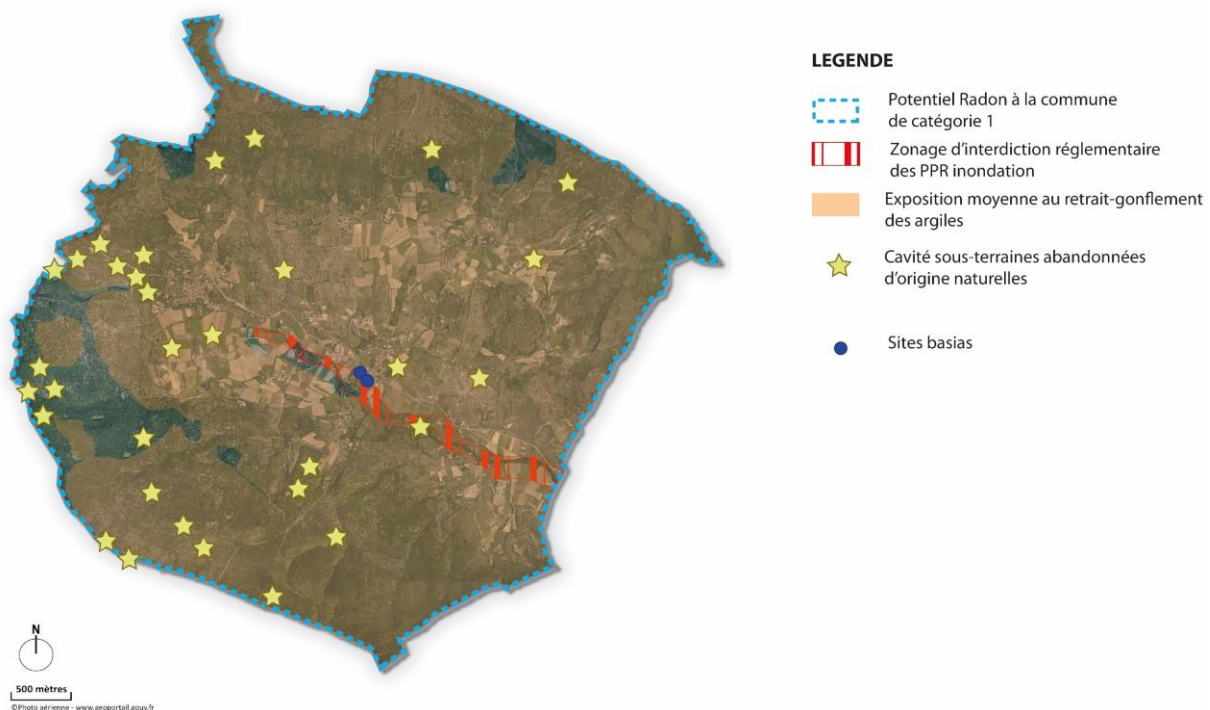 LEGENDE
Potentiel Radon à la commune
de catégorie 1
Zonage d'interdiction réglementaire
des PPR inondation
Exposition moyenne au retrait-gonflement
des argiles
Cavité sous-terraines abandonnées
d'origine naturelles
Sites basias
N
500 mètres
©Photo aérienne - www.geoportail.gouv.fr